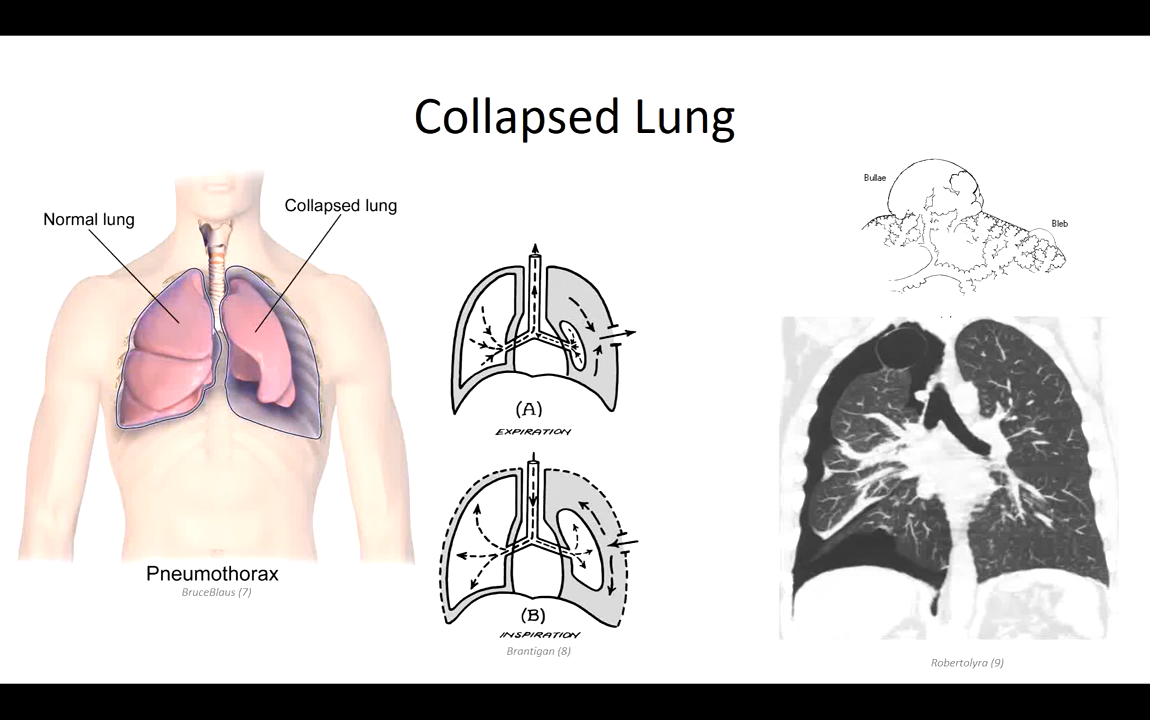 Collapsed Lung
Normal lung
Collapsed lung
Pneumothorax
BruceBlaus (7)
(A)
EXPIRATION
(B)
INSPIRATION
Brantigan (8)
Bullae
Bleb
Robertolyra (9)